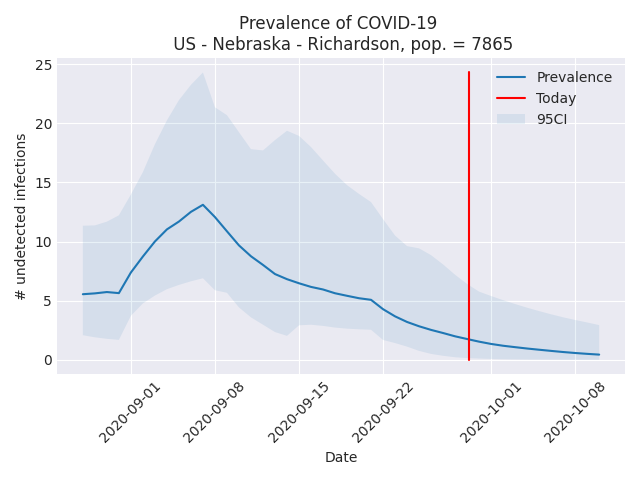 Prevalence of COVID-19
US - Nebraska - Richardson, pop. = 7865
# undetected infections
25
20
15
10
5
0
Prevalence
Today
95CI
2020-09-01
2020-09-08
2020-09-15
2020-09-22
2020-10-01
2020-10-08
Date